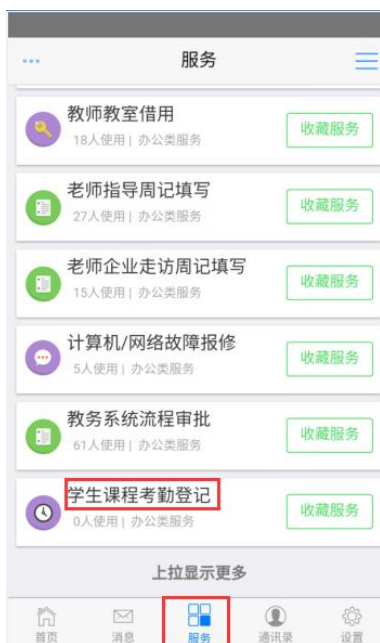 服务
教师教室借用
18人使用 | 办公类服务
收藏服务
老师指导周记填写
27人使用 | 办公类服务
收藏服务
老师企业走访周记填写
15人使用 | 办公类服务
收藏服务
计算机/网络故障报修
5人使用 | 办公类服务
收藏服务
教务系统流程审批
61人使用 | 办公类服务
收藏服务
学生课程考勤登记
0人使用 | 办公类服务
收藏服务
上拉显示更多
首页
消息
服务
通讯录
设置